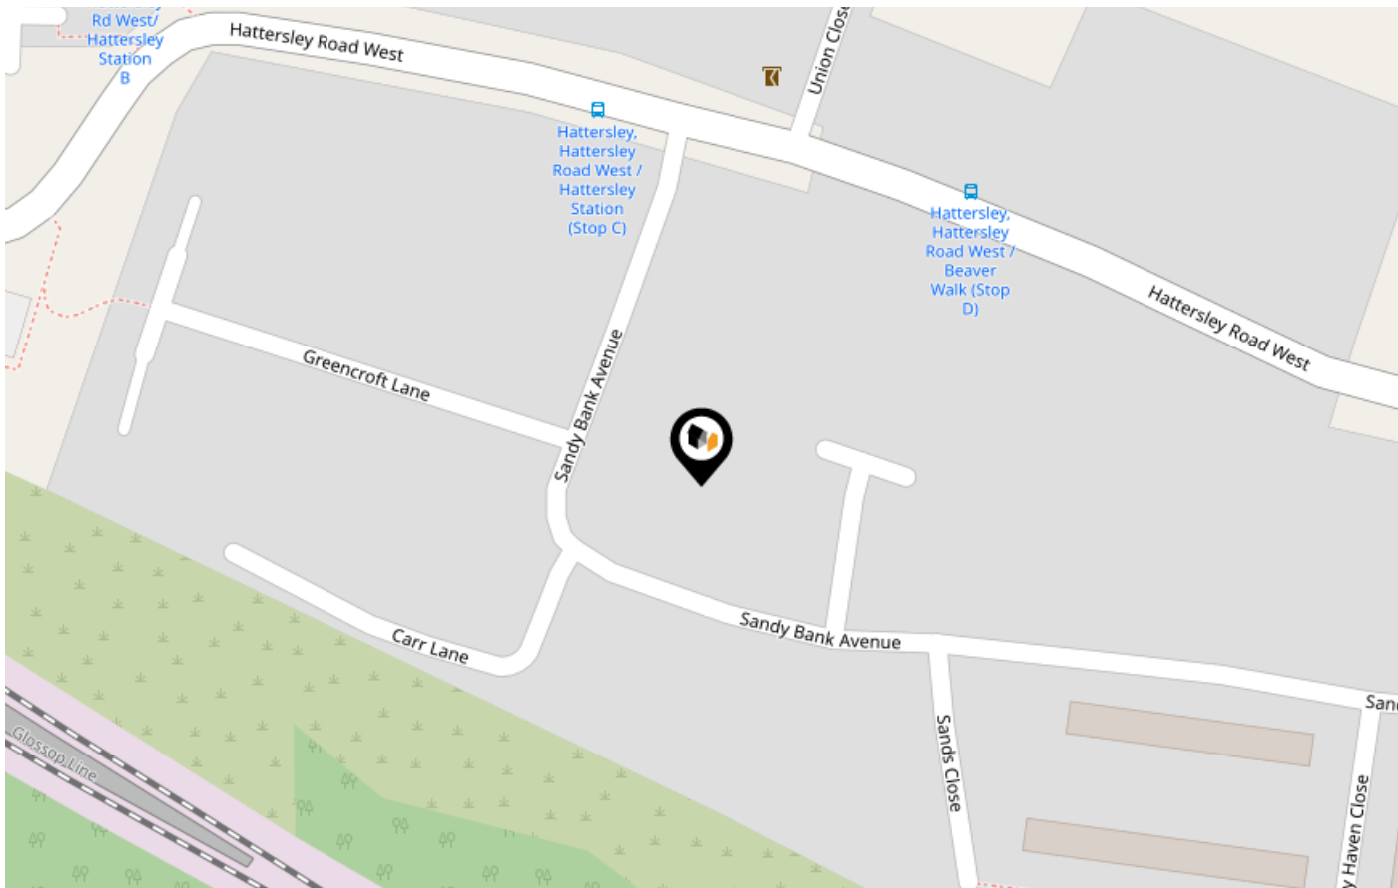 Rd West/
Hattersley
Station
B
Hattersley Road West
Union Close
Hattersley,
Hattersley
Road West /
Hattersley
Station
(Stop C)
Hattersley,
Hattersley
Road West /
Beaver
Walk (Stop
D)
Hattersley Road West
Greencroft Lane
Sandy Bank Avenue
Carr Lane
Sandy Bank Avenue
Sands Close
Glossop Line
Haven Close